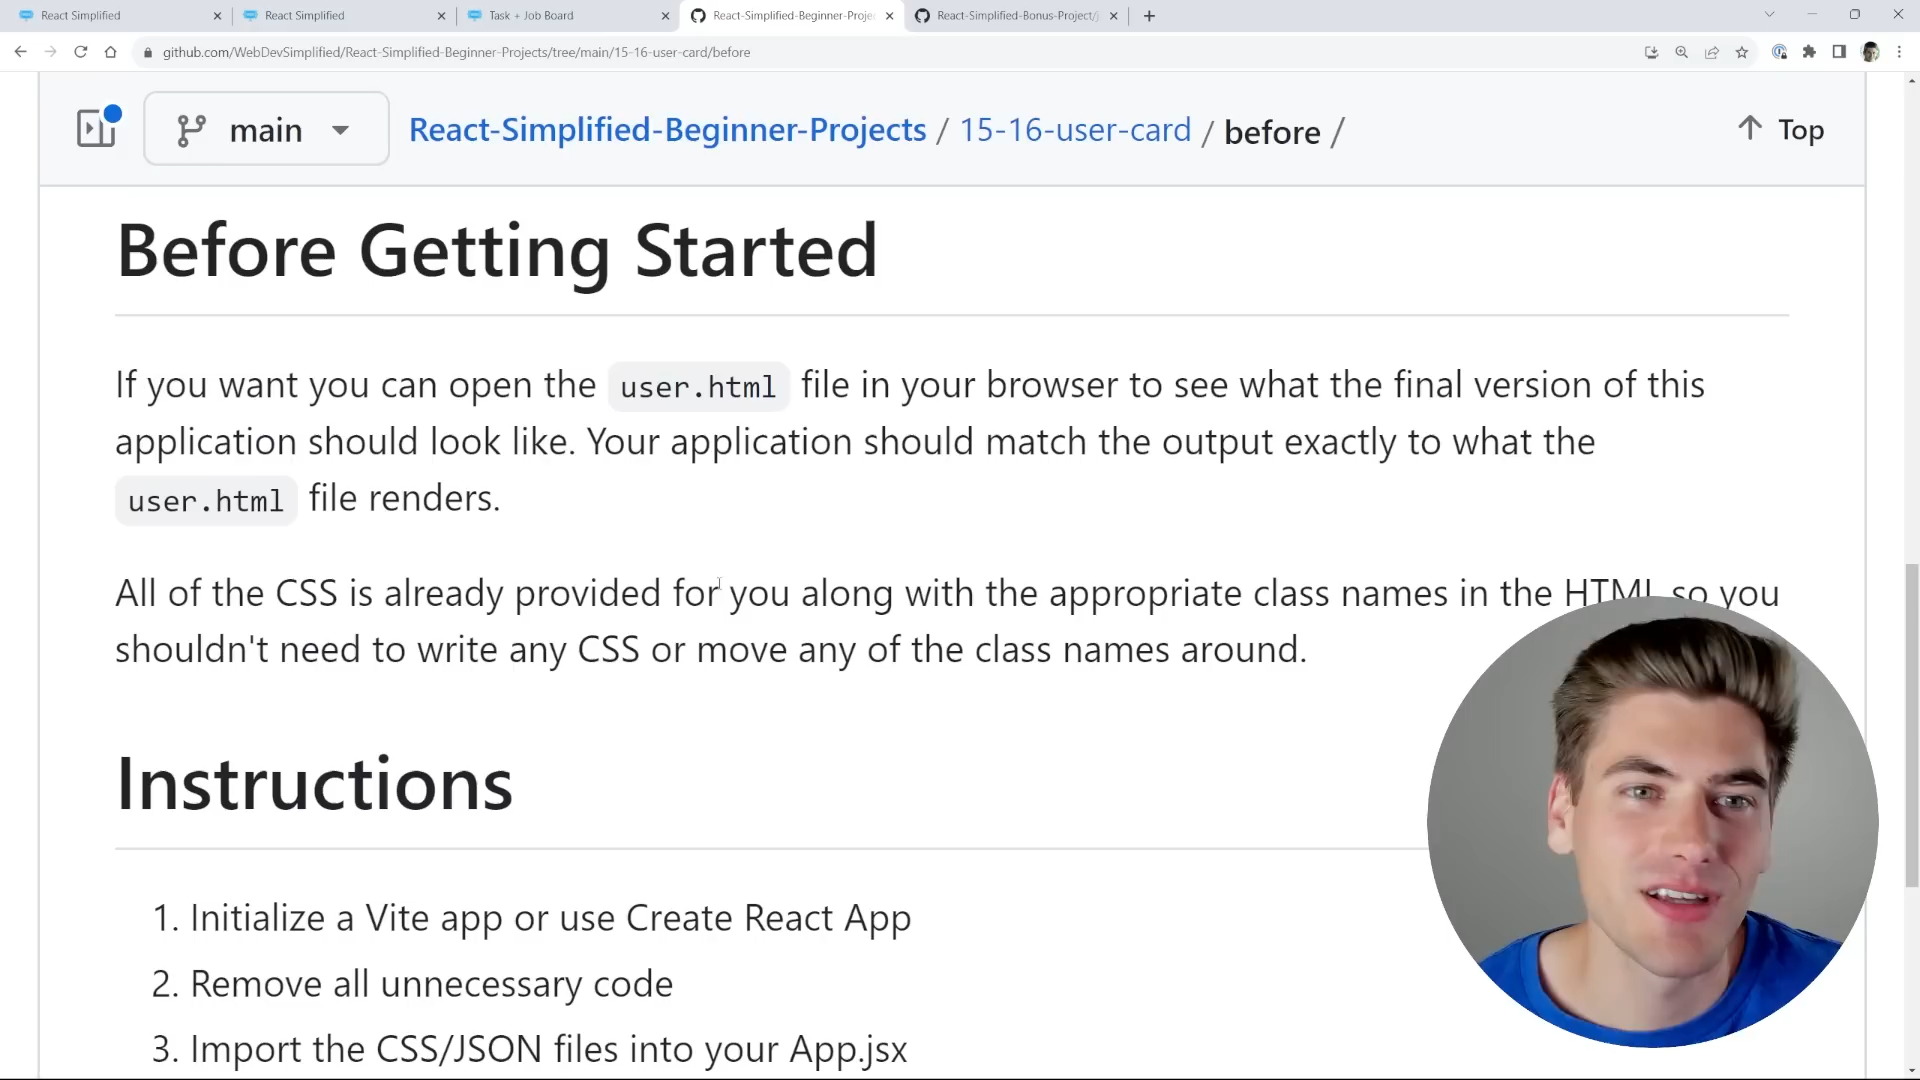 React Simplified
React Simplified
Task + Job Board
React-Simplified-Beginner-Proje
React-Simplified-Bonus-Project/
github.com/WebDevSimplified/React-Simplified-Beginner-Projects/tree/main/15-16-user-card/before
main
React-Simplified-Beginner-Projects / 15-16-user-card / before /
Top
Before Getting Started
If you want you can open the user.html file in your browser to see what the final version of this
application should look like. Your application should match the output exactly to what the
user.html file renders.
All of the CSS is already provided for you along with the appropriate class names in the HTML so you
shouldn't need to write any CSS or move any of the class names around.
Instructions
1. Initialize a Vite app or use Create React App
2. Remove all unnecessary code
3. Import the CSS/JSON files into your App.jsx